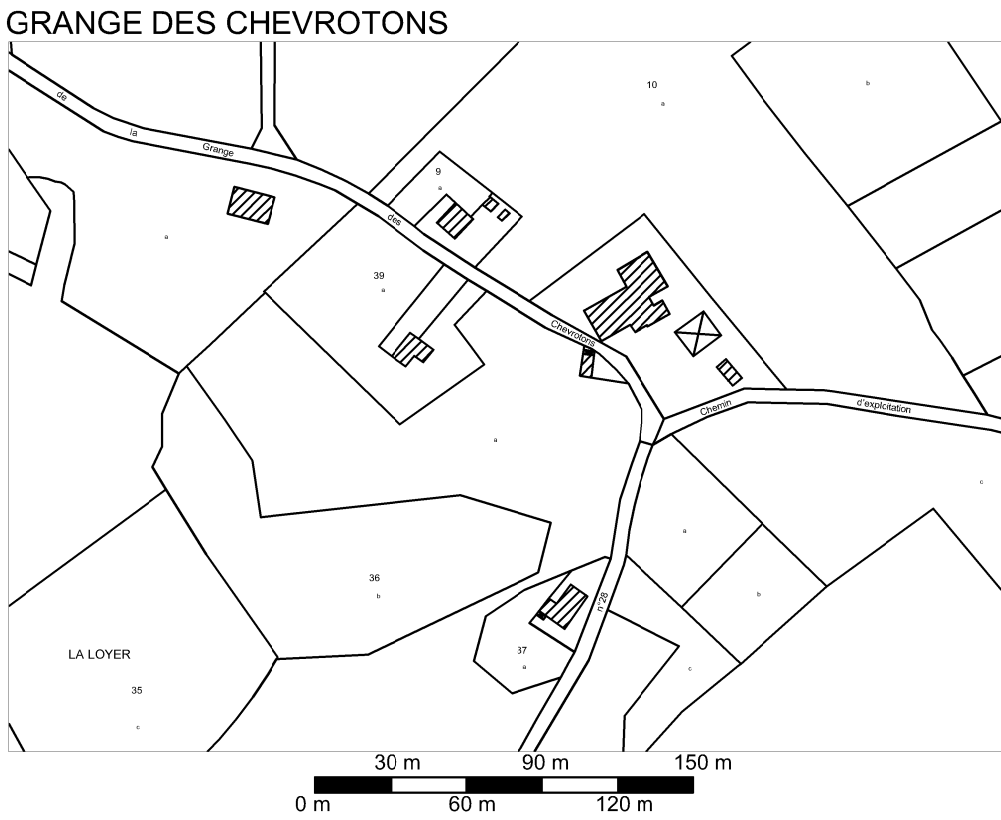 GRANGE DES CHEVROTONS
10
a
b
de
la
Grange
9
a
des
a
39
a
Chevrotons
Chemin
d'explcitation
a
c
a
36
b
b
n°28
37
a
LA LOYER
c
35
c
30 m 90 m 150 m
0 m 60 m 120 m